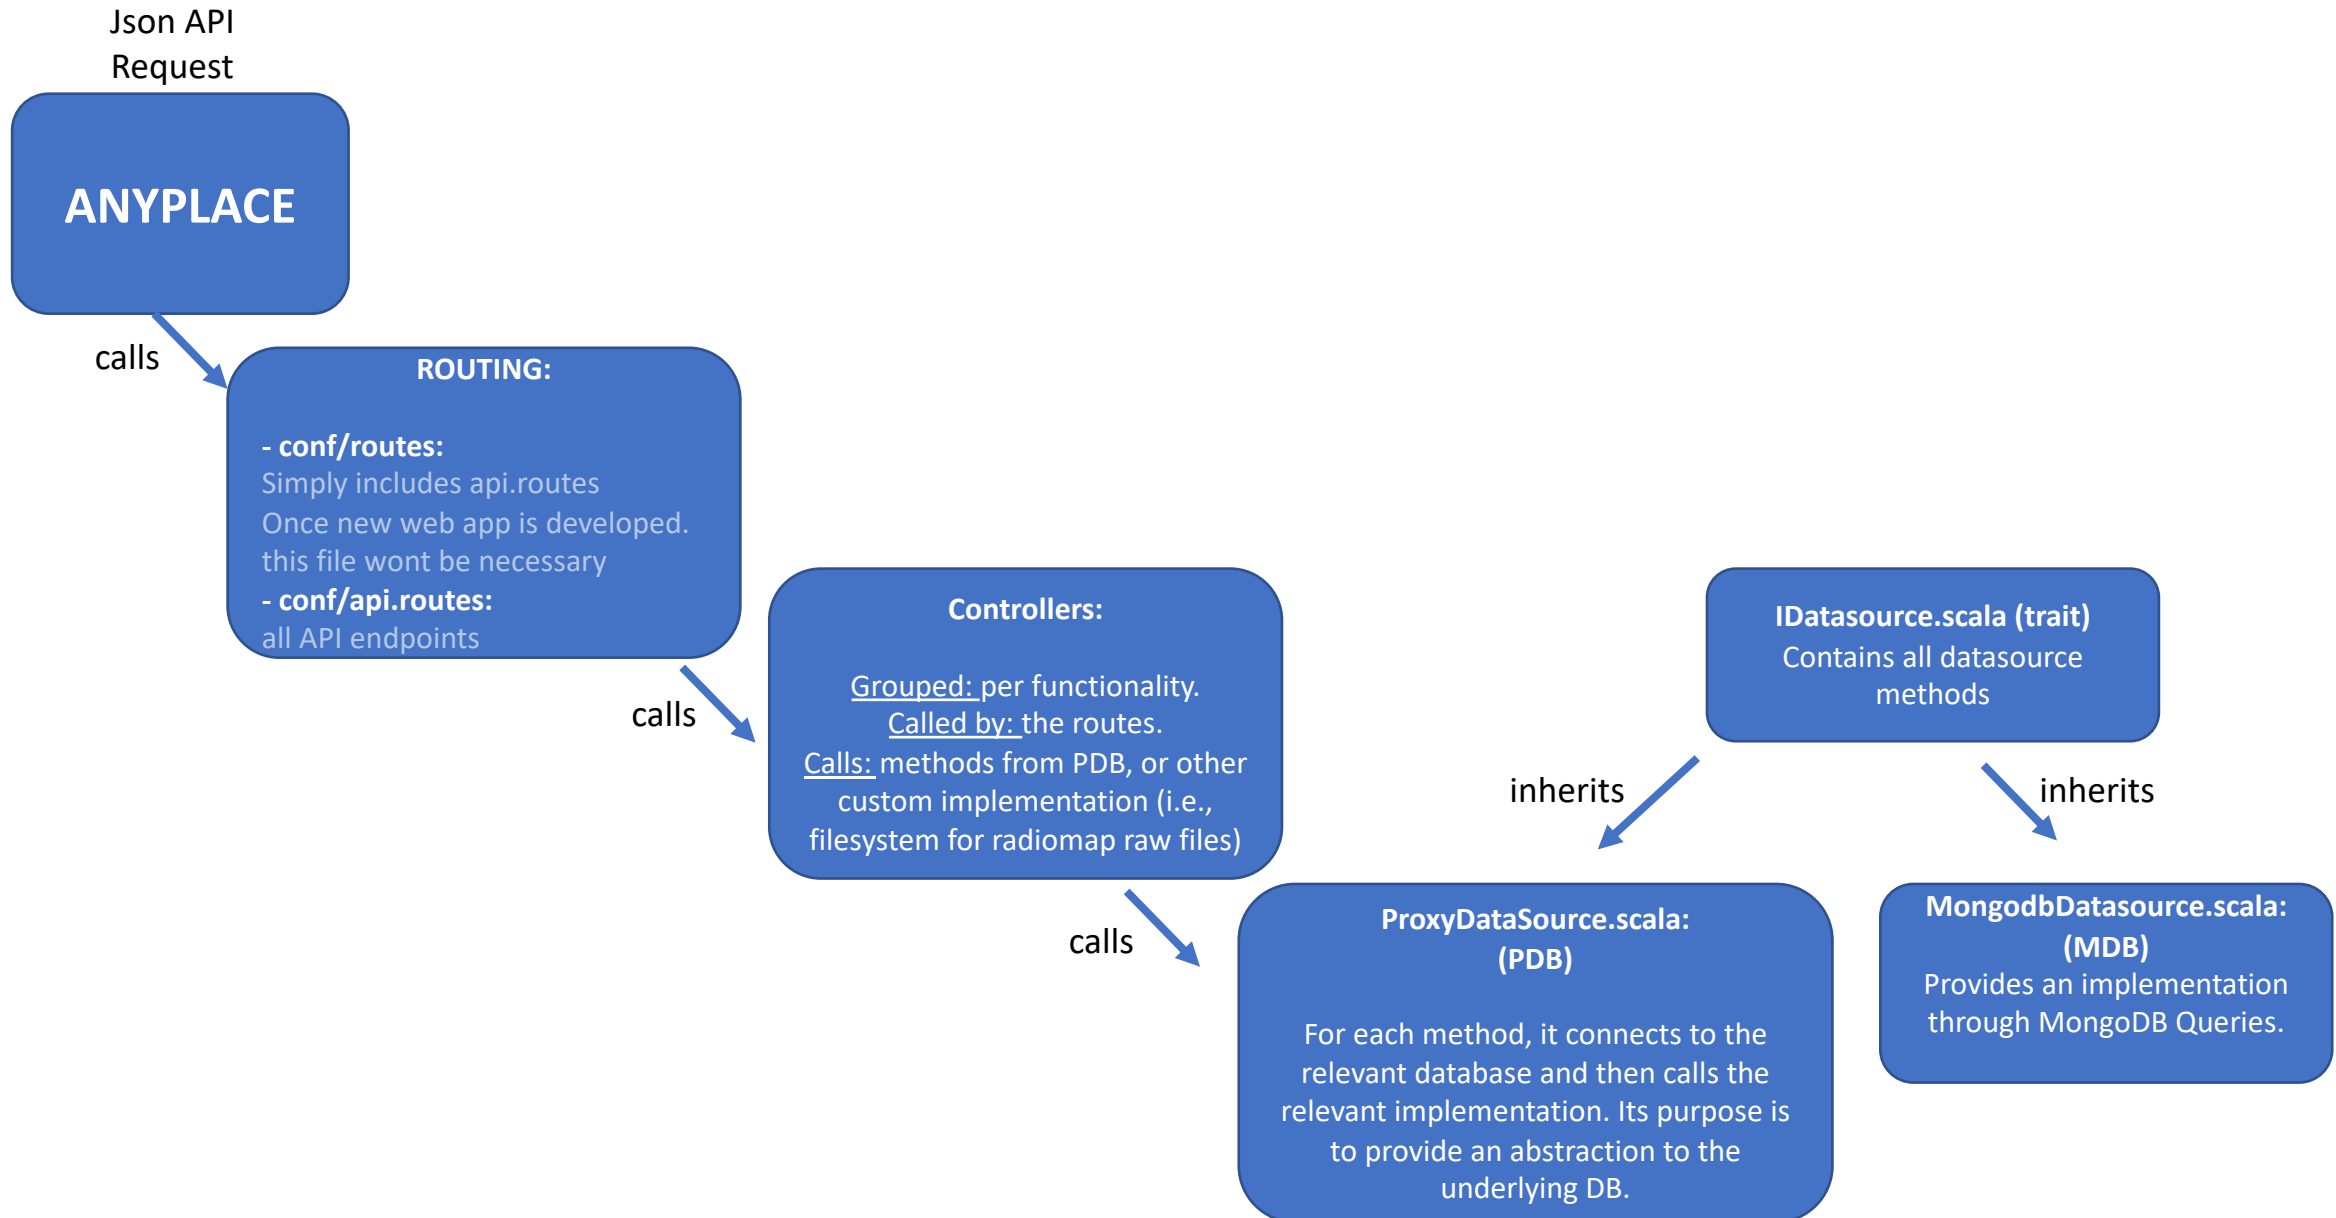 Json API
Request
ANYPLACE
calls
ROUTING:
- conf/routes:
Simply includes api.routes
Once new web app is developed.
this file wont be necessary
- conf/api.routes:
all API endpoints
calls
Controllers:
Grouped: per functionality.
Called by: the routes.
Calls: methods from PDB, or other
custom implementation (i.e.,
filesystem for radiomap raw files)
calls
IDatasource.scala (trait)
Contains all datasource
methods
inherits
inherits
ProxyDataSource.scala:
(PDB)
For each method, it connects to the
relevant database and then calls the
relevant implementation. Its purpose is
to provide an abstraction to the
underlying DB.
MongodbDatasource.scala:
(MDB)
Provides an implementation
through MongoDB Queries.